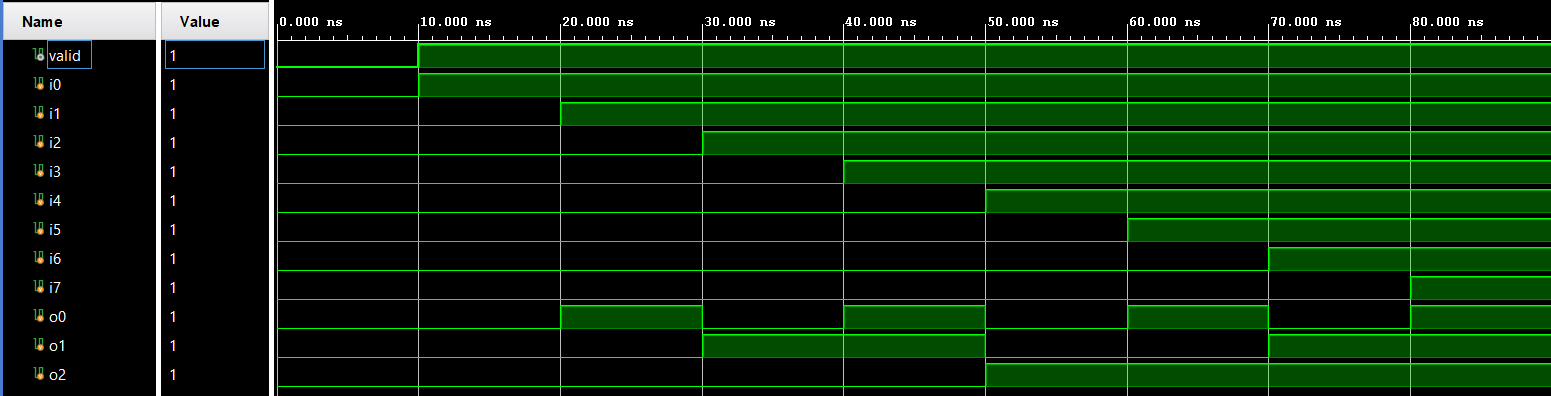 Name Value 0.000 ns 10.000 ns 20.000 ns 30.000 ns 40.000 ns 50.000 ns 60.000 ns 70.000 ns 80.000 ns
valid 1
i0 1
i1 1
i2 1
i3 1
i4 1
i5 1
i6 1
i7 1
o0 1
o1 1
o2 1